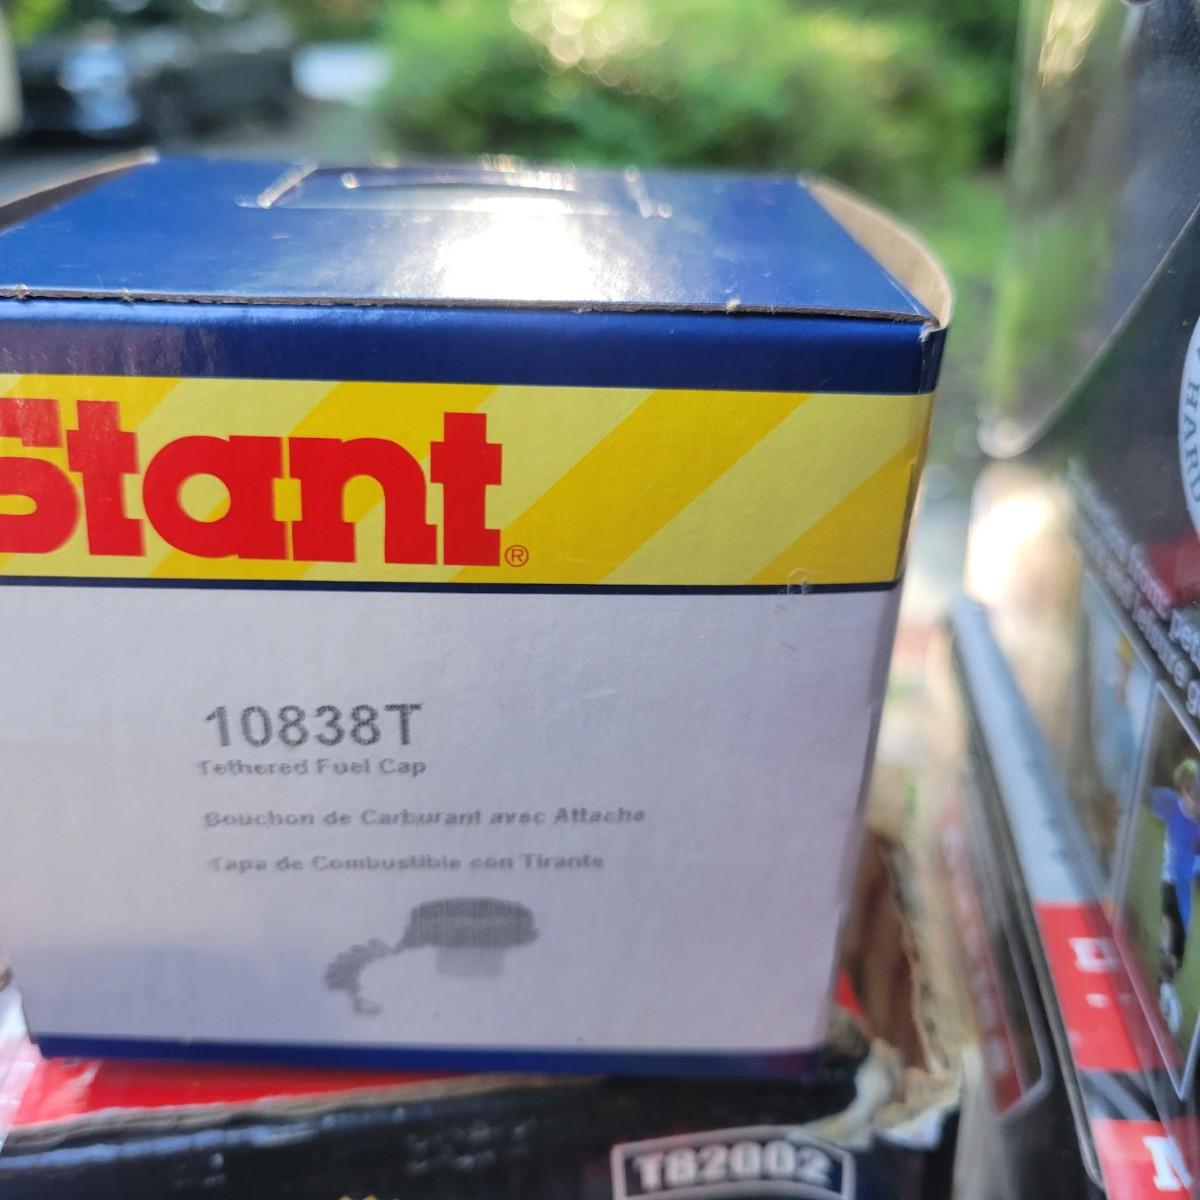 Stant®
10838T
Tethered Fuel Cap
Bouchon de Carburant avec Attache
Tapa de Combustible con Tirante
T82002